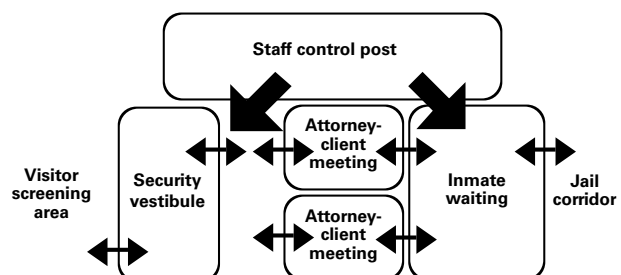 Staff control post
Attorney-
client
meeting
Visitor
screening
area
Security
vestibule
Inmate
waiting
Jail
corridor
Attorney-
client
meeting